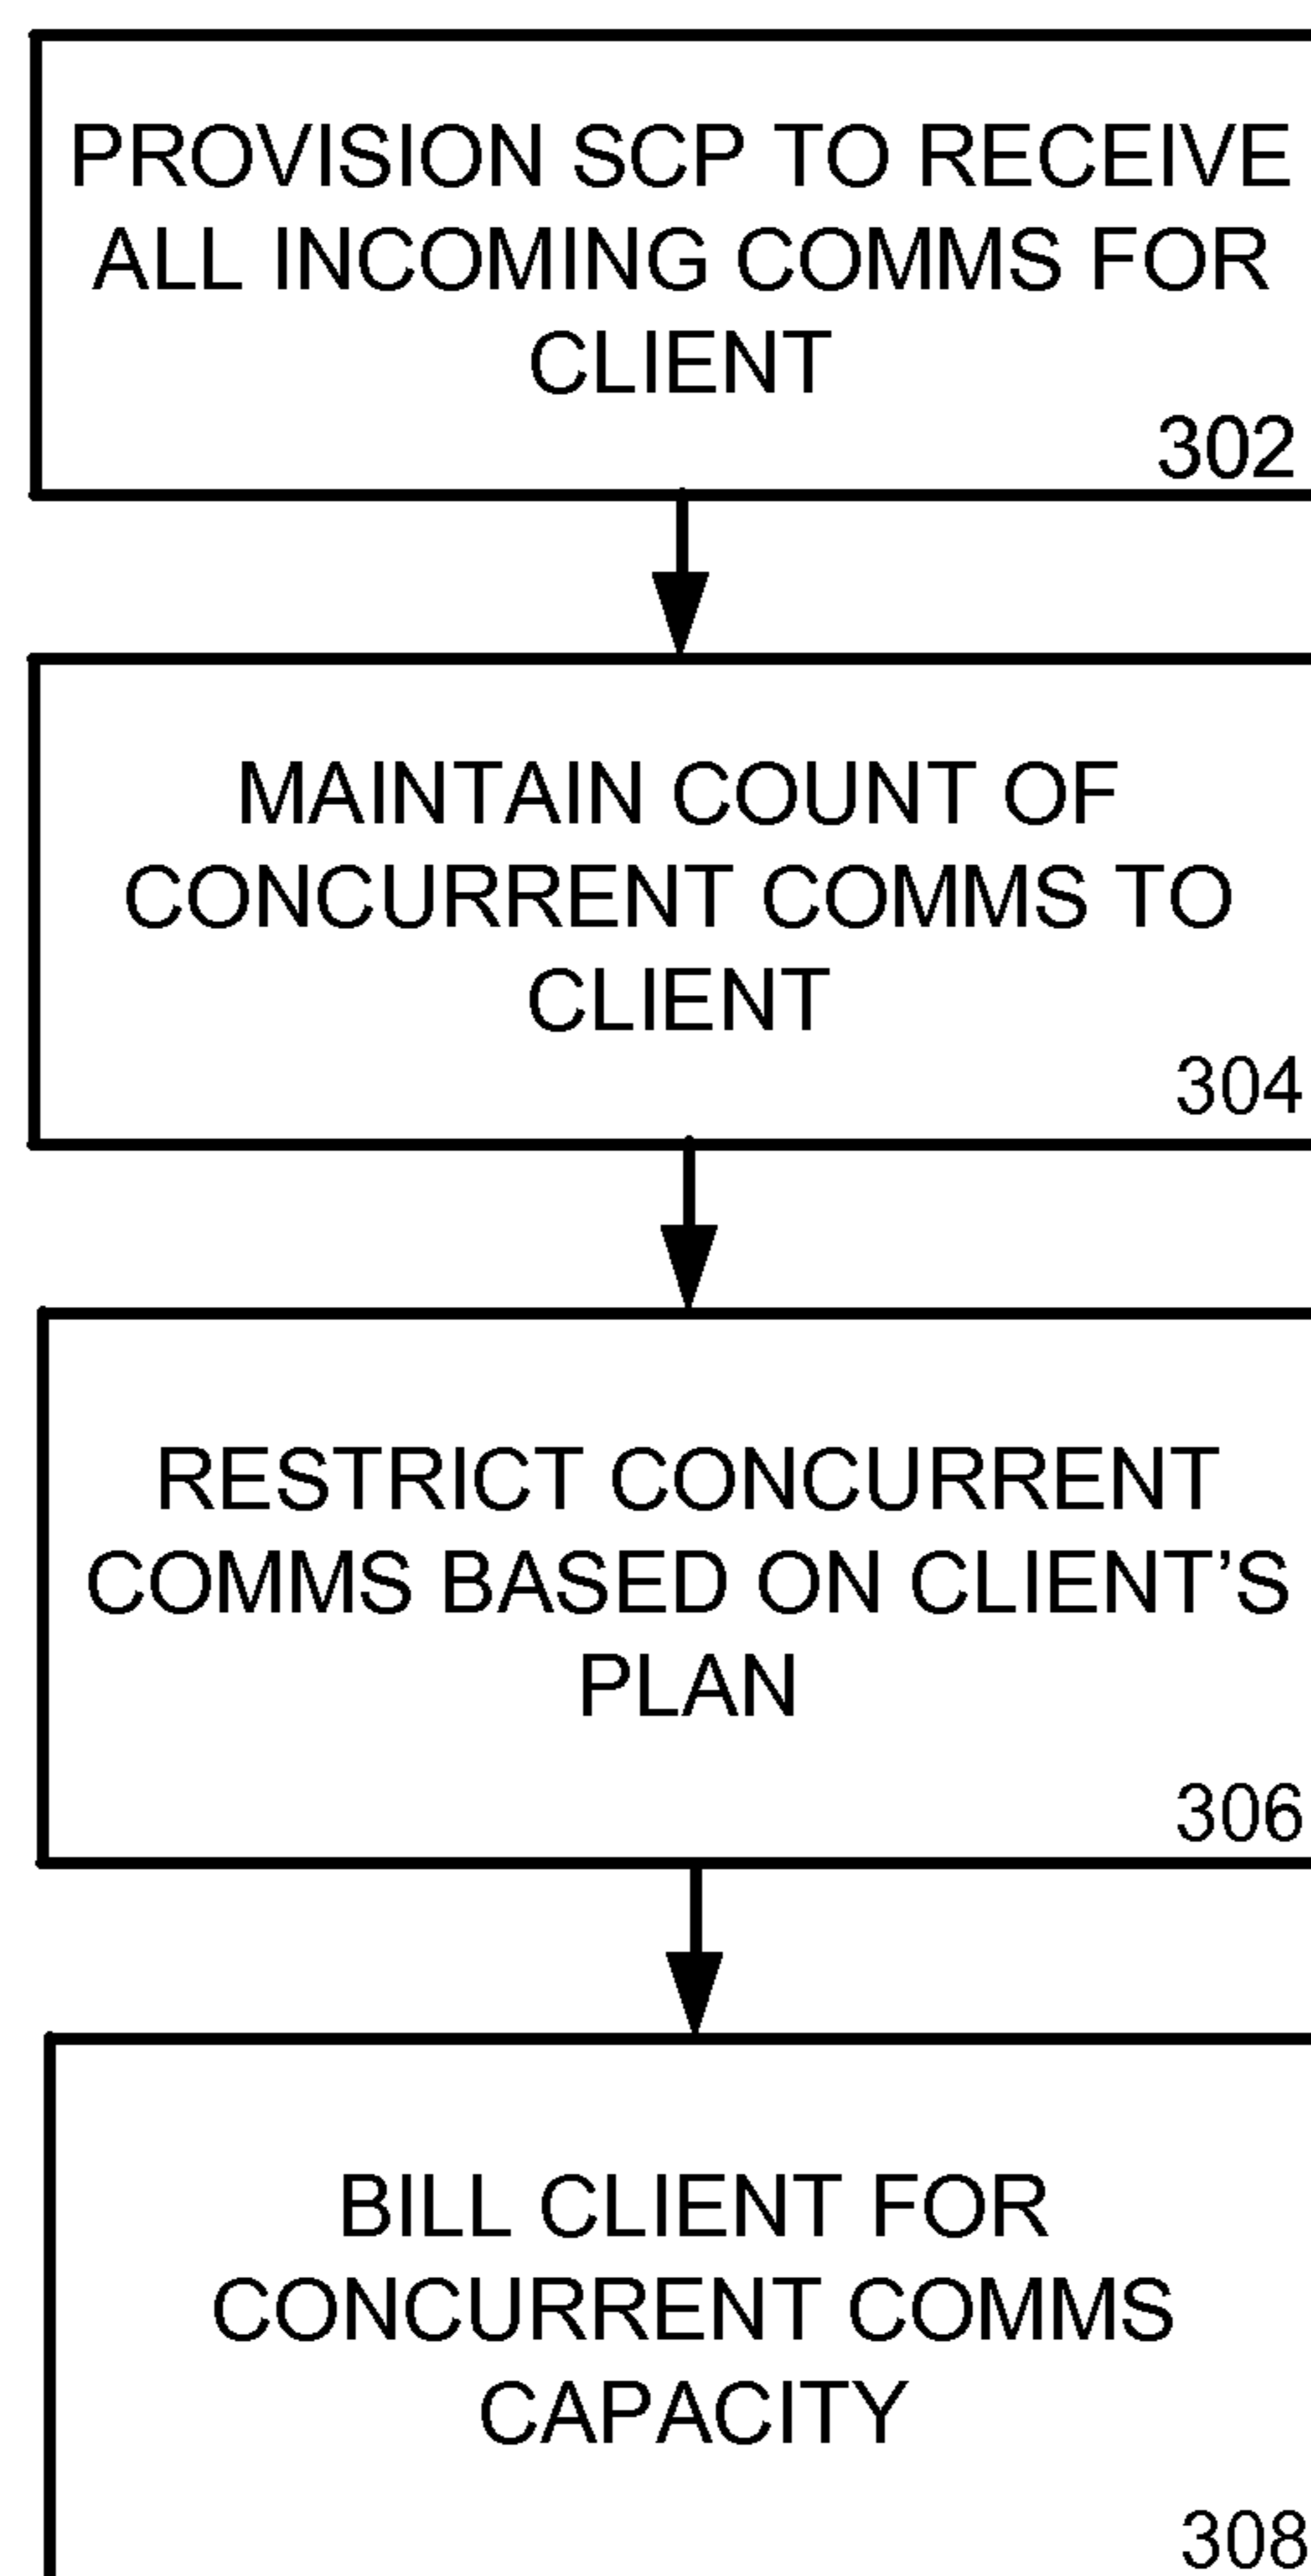 PROVISION SCP TO RECEIVE
ALL INCOMING COMMS FOR
CLIENT
302
MAINTAIN COUNT OF
CONCURRENT COMMS TO
CLIENT
304
RESTRICT CONCURRENT
COMMS BASED ON CLIENT’S
PLAN
306
BILL CLIENT FOR
CONCURRENT COMMS
CAPACITY
308